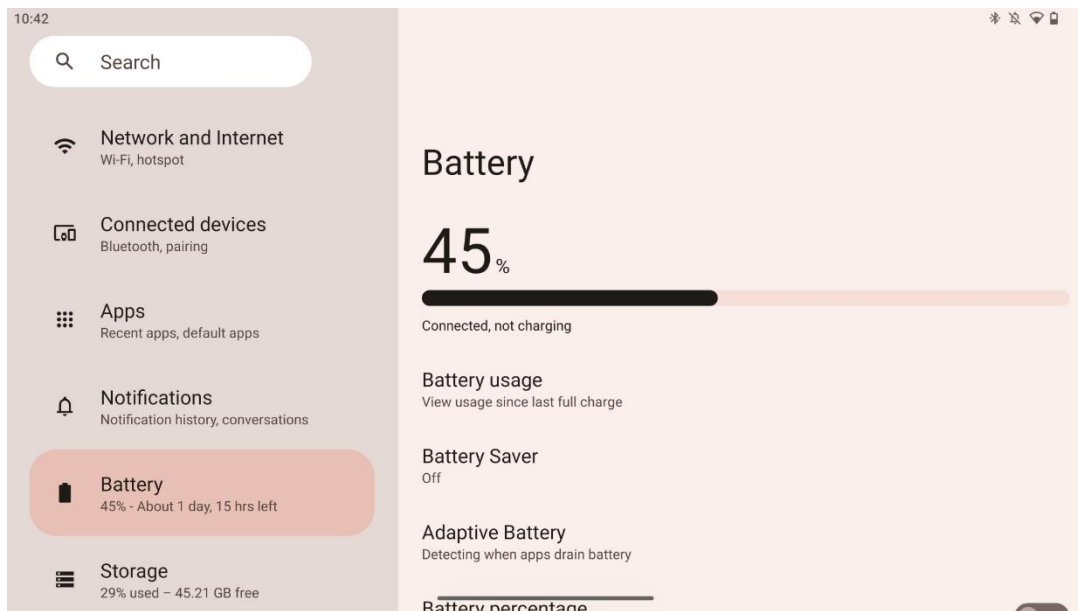 10:42
Search
Network and Internet
Wi-Fi, hotspot
Connected devices
Bluetooth, pairing
Apps
Recent apps, default apps
Notifications
Notification history, conversations
Battery
45% - About 1 day, 15 hrs left
Storage
29% used – 45.21 GB free
Battery
45%
Connected, not charging
Battery usage
View usage since last full charge
Battery Saver
Off
Adaptive Battery
Detecting when apps drain battery
Battery percentage